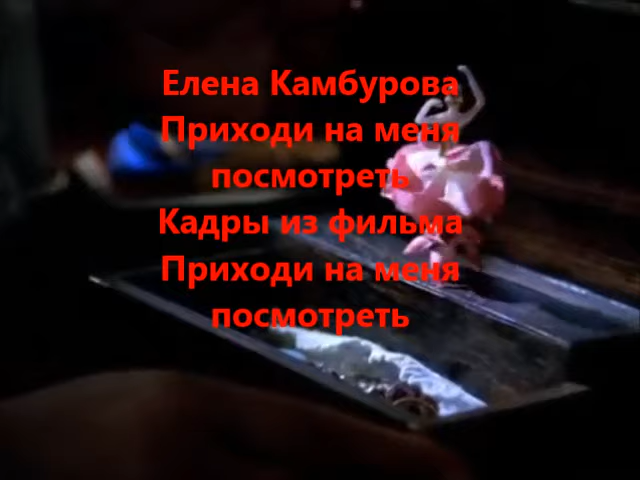 Елена Камбурова
Приходи на меня
посмотреть
Кадры из фильма
Приходи на меня
посмотреть